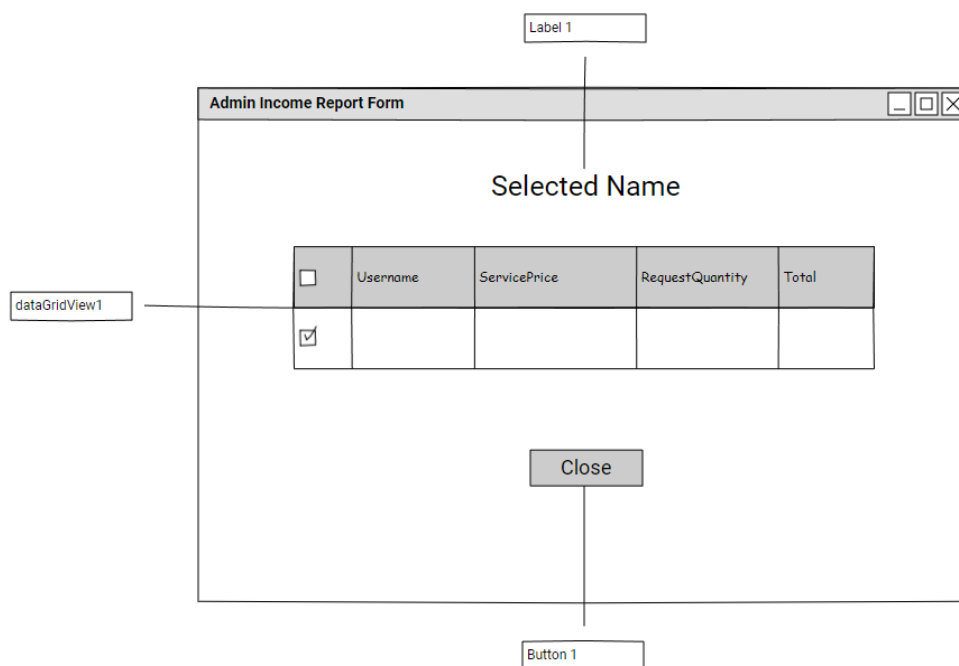 Label 1
Admin Income Report Form
Selected Name
Username ServicePrice RequestQuantity Total
dataGridView1
Close
Button 1